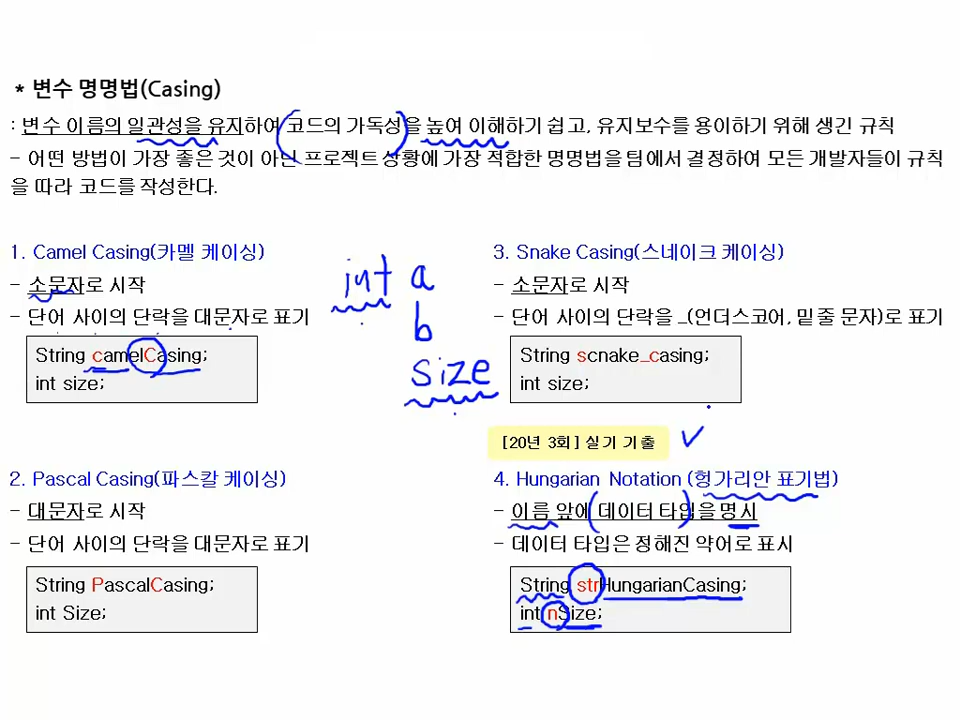 * 변수 명명법(Casing)
: 변수 이름의 일관성을 유지하여 코드의 가독성을 높여 이해하기 쉽고, 유지보수를 용이하기 위해 생긴 규칙
- 어떤 방법이 가장 좋은 것이 아닌 프로젝트 상황에 가장 적합한 명명법을 팀에서 결정하여 모든 개발자들이 규칙
을 따라 코드를 작성한다.
1. Camel Casing(카멜 케이싱)
- 소문자로 시작
- 단어 사이의 단락을 대문자로 표기
String camelCasing;
int size;
int a
b
size
3. Snake Casing(스네이크 케이싱)
- 소문자로 시작
- 단어 사이의 단락을 _(언더스코어, 밑줄 문자)로 표기
String scnake_casing;
int size;
2. Pascal Casing(파스칼 케이싱)
- 대문자로 시작
- 단어 사이의 단락을 대문자로 표기
String PascalCasing;
int Size;
[20년 3회] 실기 기출
4. Hungarian Notation (헝가리안 표기법)
- 이름 앞에 데이터 타입을 명시
- 데이터 타입은 정해진 약어로 표시
String strHungarianCasing;
int nSize;